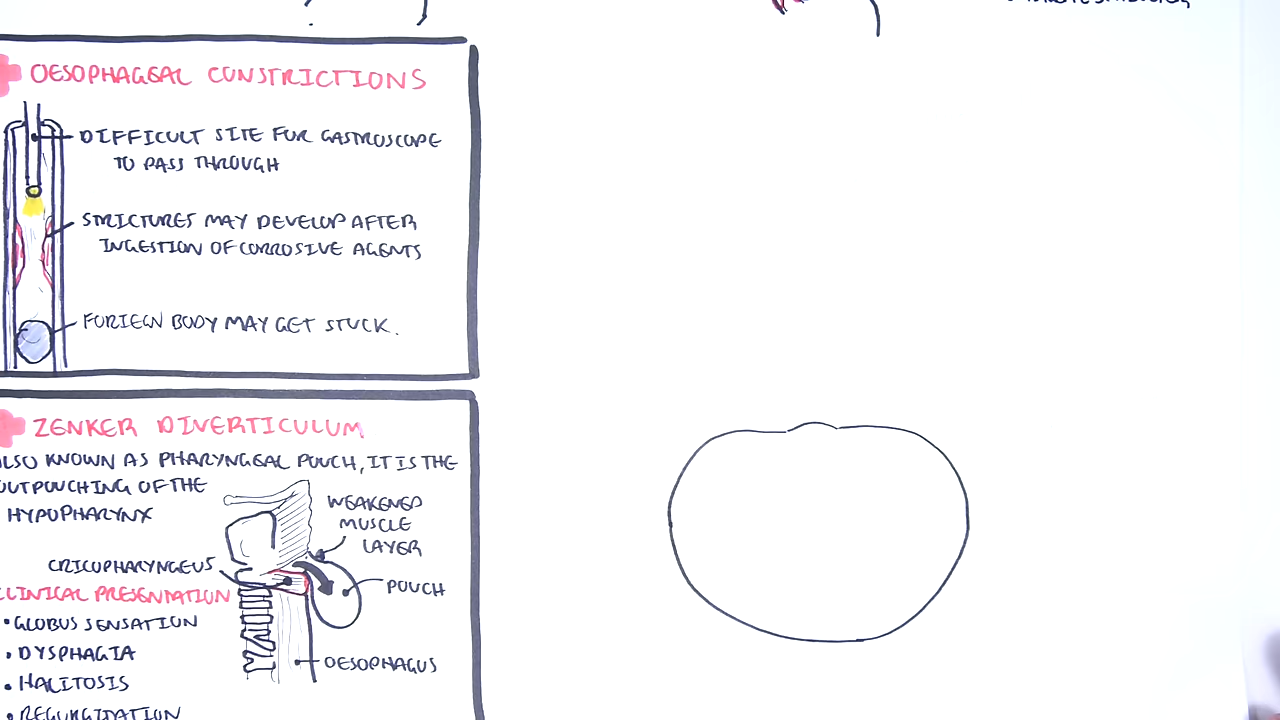 OESOPHAGEAL CONSTRICTIONS
DIFFICULT SITE FOR GASTROSCOPE
TO PASS THROUGH
STRICTURES MAY DEVELOP AFTER
INGESTION OF CORROSIVE AGENTS
FORIEGN BODY MAY GET STUCK.
ZENKER DIVERTICULUM
ALSO KNOWN AS PHARYNGEAL POUCH, IT IS THE
OUTPOUCHING OF THE
HYPOPHARYNX
WEAKENED
MUSCLE
LAYER
CRICOPHARYNGEUS
POUCH
CLINICAL PRESENTATION
• GLOBUS SENSATION
• DYSPHAGIA
OESOPHAGUS
• HALITOSIS
• REGURGITATION